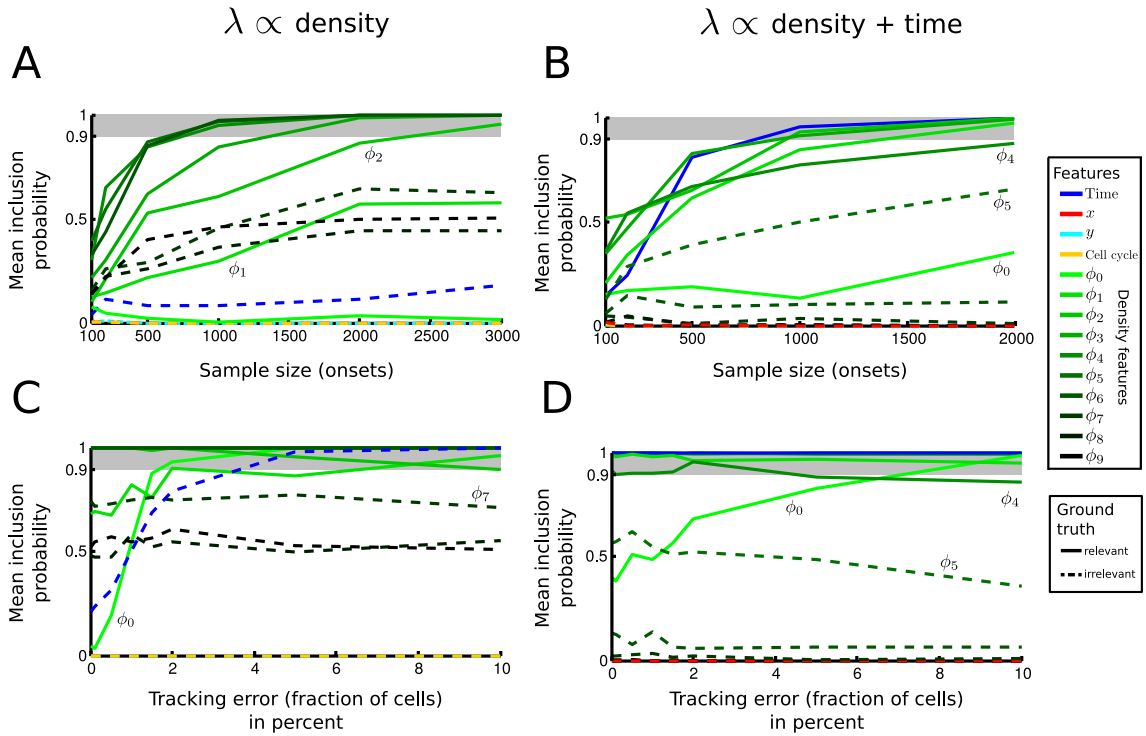 λ ∝ density
λ ∝ density + time
A
Mean inclusion
probability
1
0.9
0.5
0
ϕ2
ϕ1
100 500 1000 1500 2000 2500 3000
Sample size (onsets)
B
Mean inclusion
probability
1
0.9
0.5
0
ϕ4
ϕ5
ϕ0
100 500 1000 2000
Sample size (onsets)
C
Mean inclusion
probability
1
0.9
0.5
0
ϕ7
ϕ0
0 2 4 6 8 10
Tracking error (fraction of cells)
in percent
D
Mean inclusion
probability
1
0.9
0.5
0
ϕ0
ϕ4
ϕ5
0 2 4 6 8 10
Tracking error (fraction of cells)
in percent
Features
Time
x
y
Cell cycle
ϕ0
ϕ1
ϕ2
ϕ3
ϕ4
ϕ5
ϕ6
ϕ7
ϕ8
ϕ9
Density features
Ground
truth
relevant
irrelevant